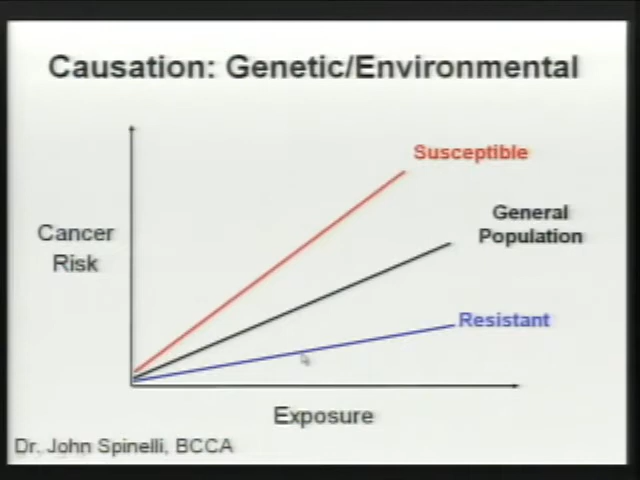 Causation: Genetic/Environmental
Susceptible
General
Population
Cancer
Risk
Resistant
Exposure
Dr. John Spinelli, BCCA